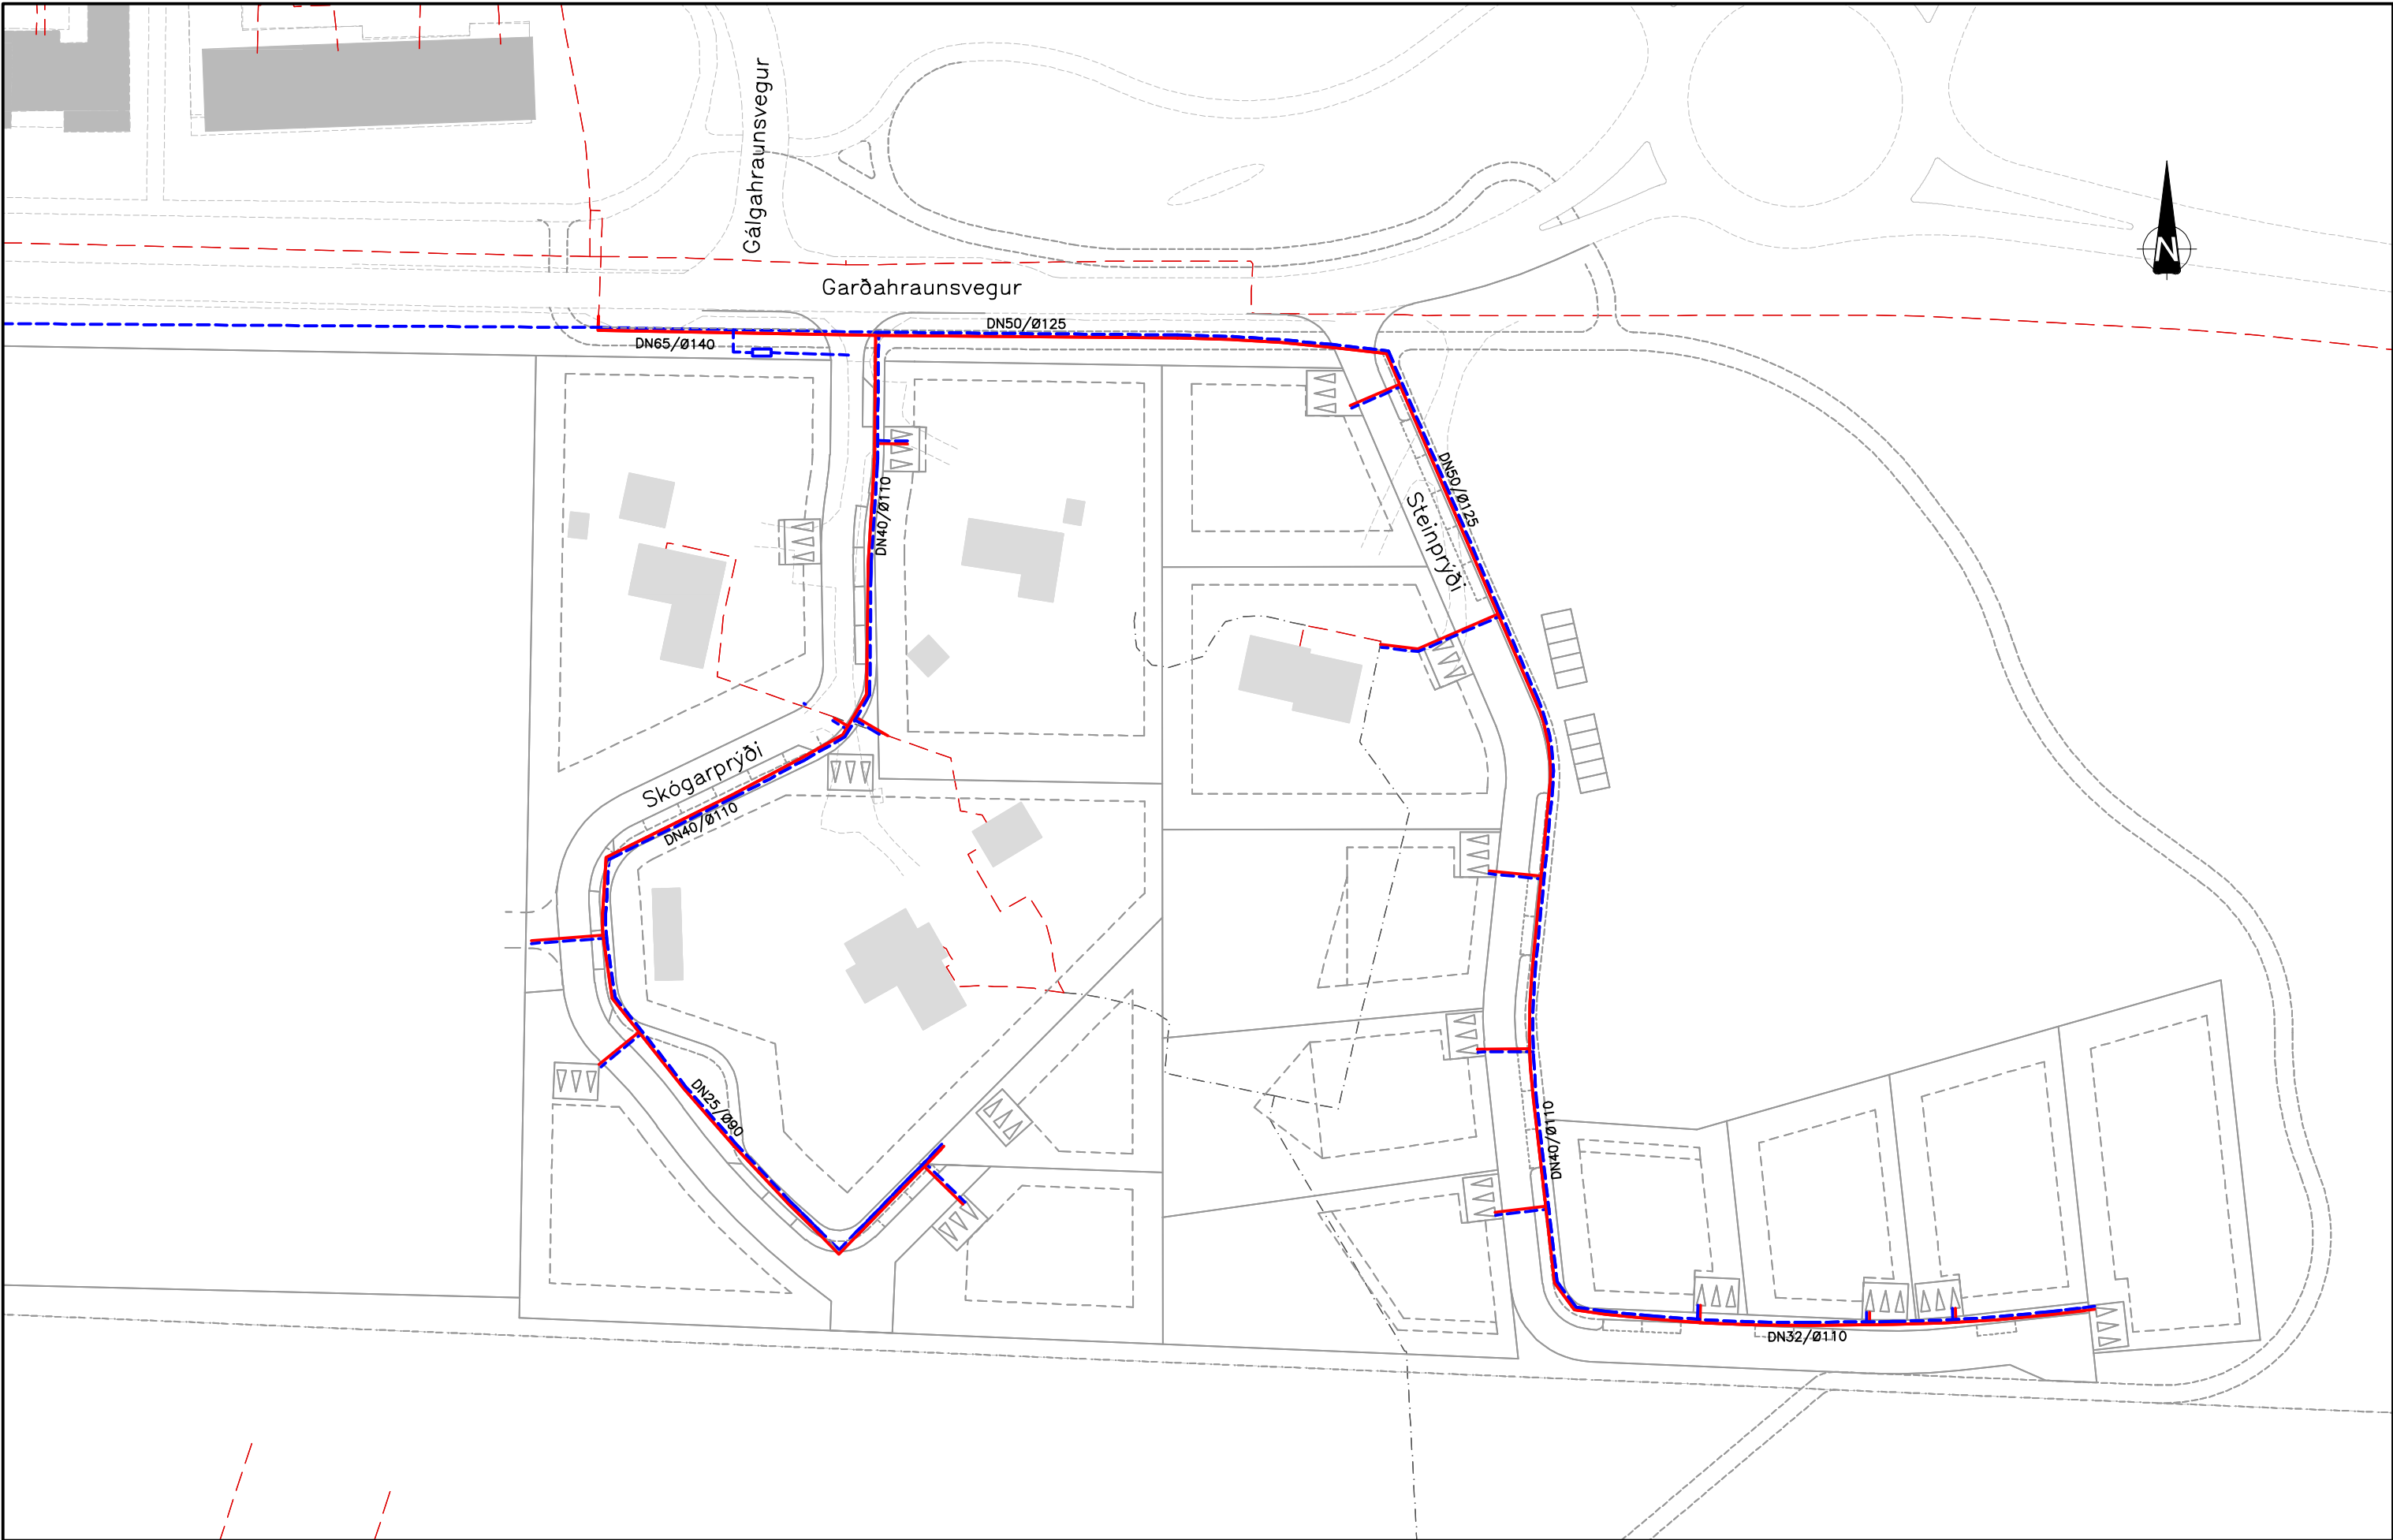 Gálgahraunsvegur
N
Garðahraunsvegur
DN50/Ø125
DN65/Ø140
DN50/Ø125
DN40/Ø110
Steinprýði
Skógarprýði
DN40/Ø110
DN25/Ø90
DN40/Ø110
DN32/Ø110